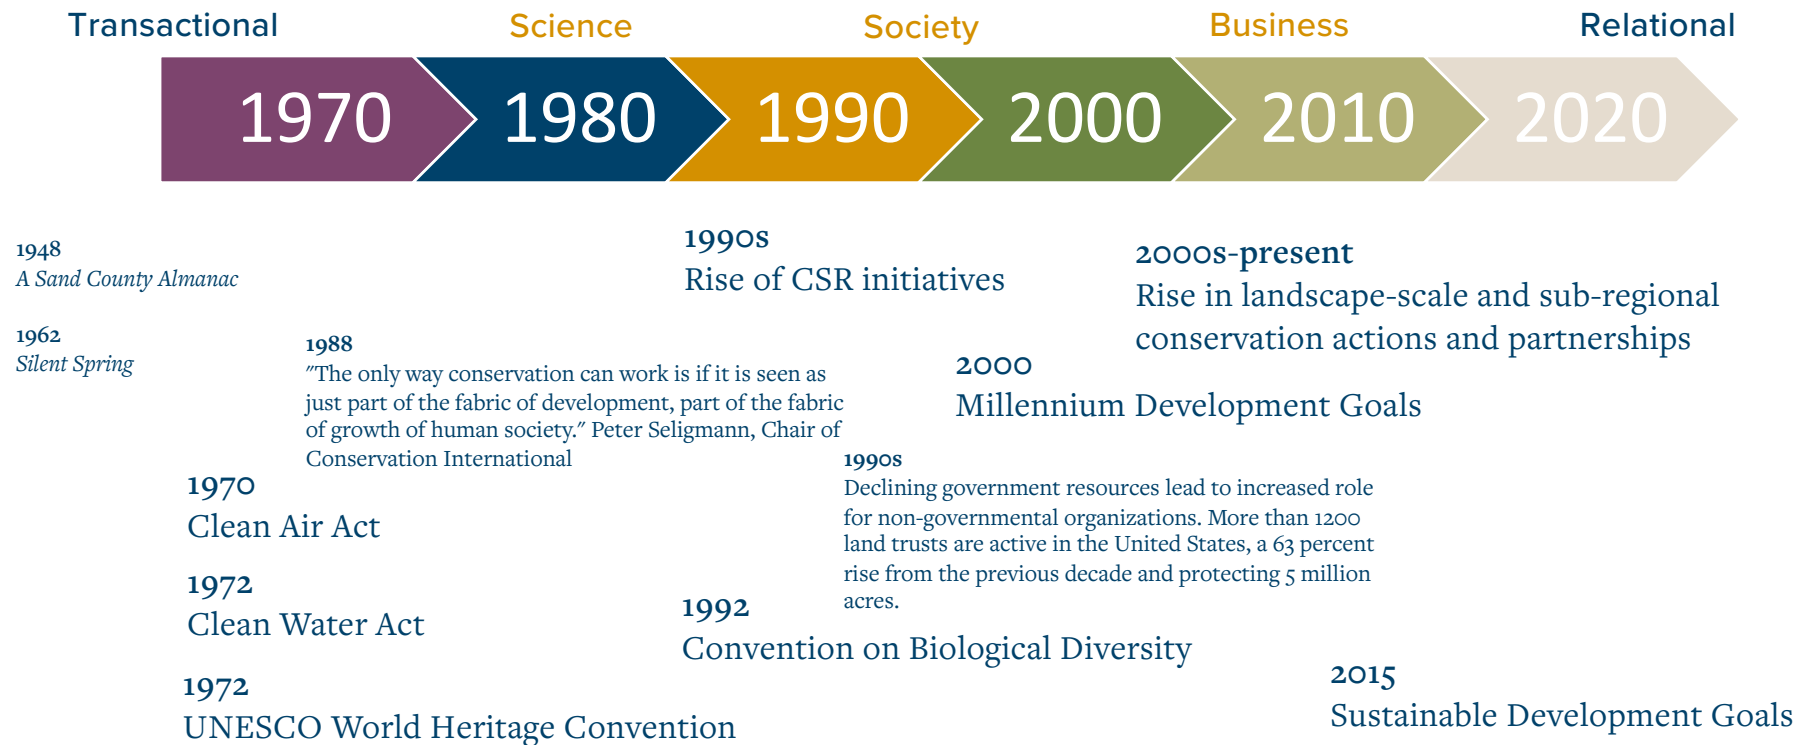 Transactional
Science
Society
Business
Relational
1970
1980
1990
2000
2010
2020
1948
A Sand County Almanac
1962
Silent Spring
1988
"The only way conservation can work is if it is seen as
just part of the fabric of development, part of the fabric
of growth of human society." Peter Seligmann, Chair of
Conservation International
1970
Clean Air Act
1972
Clean Water Act
1972
UNESCO World Heritage Convention
1990s
Rise of CSR initiatives
2000s-present
Rise in landscape-scale and sub-regional
conservation actions and partnerships
2000
Millennium Development Goals
1990s
Declining government resources lead to increased role
for non-governmental organizations. More than 1200
land trusts are active in the United States, a 63 percent
rise from the previous decade and protecting 5 million
acres.
1992
Convention on Biological Diversity
2015
Sustainable Development Goals